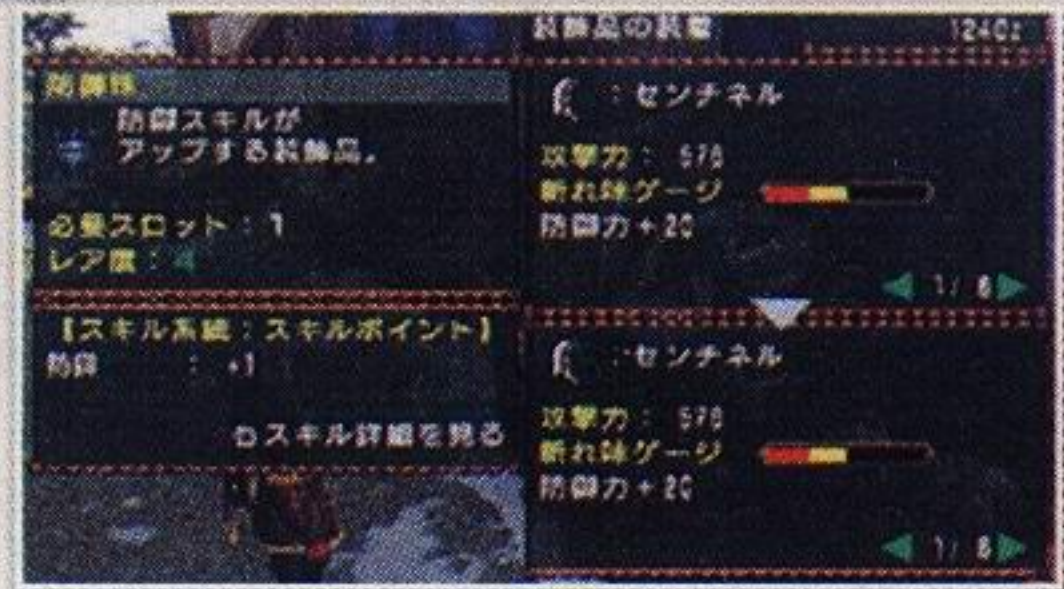 防御珠
防御スキルが
アップする装飾品。
必要スロット:1
レア度:4
【スキル系統:スキルポイント】
防御 : +1
スキル詳細を見る
装飾品の装着
1240z
:センチネル
攻撃力: 576
斬れ味ゲージ
防御力+20
:センチネル
攻撃力: 576
斬れ味ゲージ
防御力+20